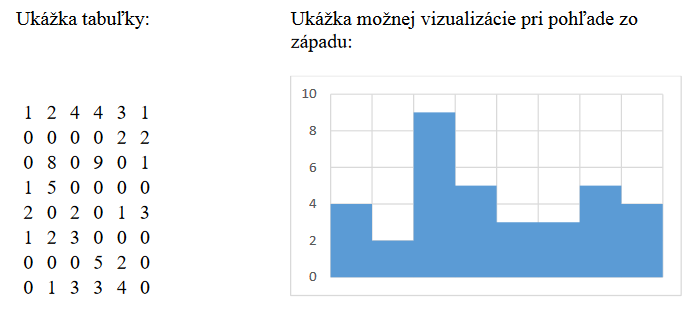 Ukážka tabuľky:
Ukážka možnej vizualizácie pri pohľade zo
západu:
1 2 4 4 3 1
0 0 0 0 2 2
0 8 0 9 0 1
1 5 0 0 0 0
2 0 2 0 1 3
1 2 3 0 0 0
0 0 0 5 2 0
0 1 3 3 4 0
10
8
6
4
2
0